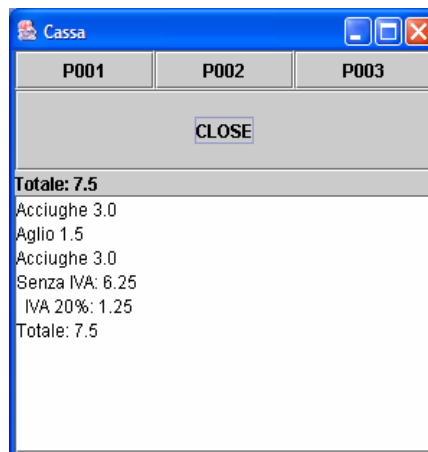 Cassa
P001 P002 P003
CLOSE
Totale: 7.5
Acciughe 3.0
Aglio 1.5
Acciughe 3.0
Senza IVA: 6.25
IVA 20%: 1.25
Totale: 7.5